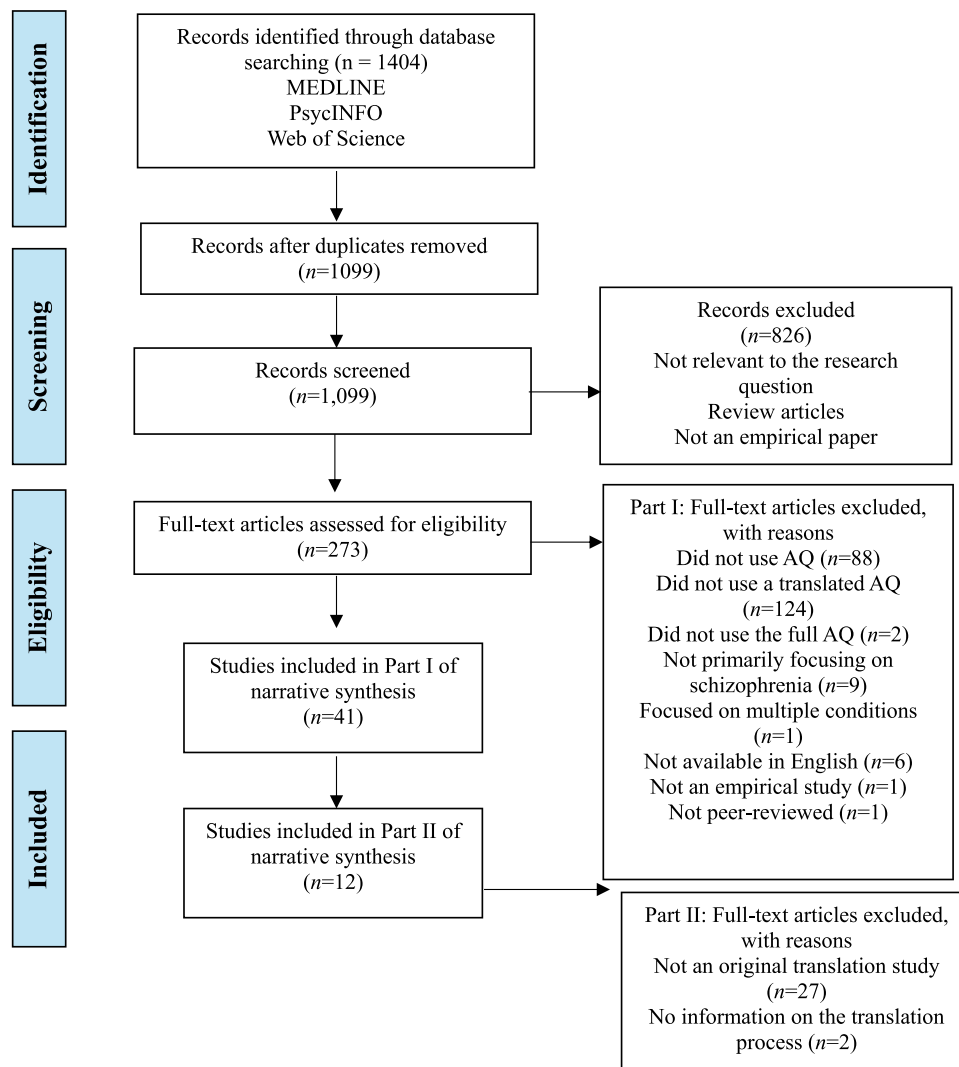 Identification
Records identified through database
searching (n = 1404)
MEDLINE
PsycINFO
Web of Science
Records after duplicates removed
(n=1099)
Screening
Records screened
(n=1,099)
Records excluded
(n=826)
Not relevant to the research
question
Review articles
Not an empirical paper
Eligibility
Full-text articles assessed for eligibility
(n=273)
Part I: Full-text articles excluded,
with reasons
Did not use AQ (n=88)
Did not use a translated AQ
(n=124)
Did not use the full AQ (n=2)
Not primarily focusing on
schizophrenia (n=9)
Focused on multiple conditions
(n=1)
Not available in English (n=6)
Not an empirical study (n=1)
Not peer-reviewed (n=1)
Studies included in Part I of
narrative synthesis
(n=41)
Included
Studies included in Part II of
narrative synthesis
(n=12)
Part II: Full-text articles excluded,
with reasons
Not an original translation study
(n=27)
No information on the translation
process (n=2)